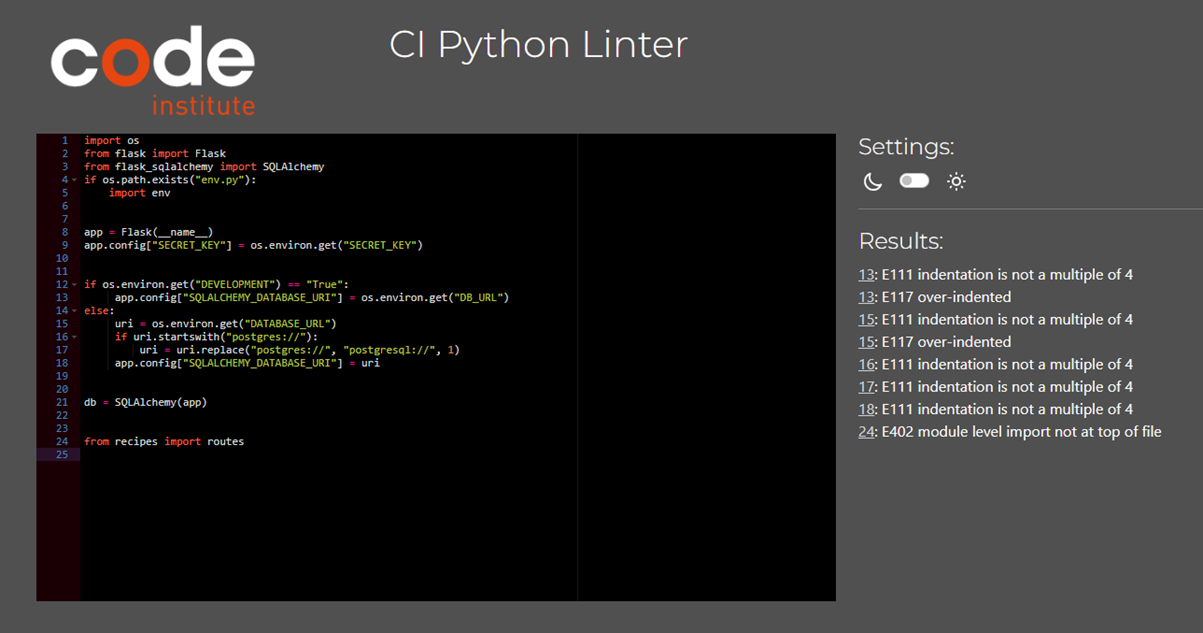 code
institute
CI Python Linter
1 import os
2 from flask import Flask
3 from flask_sqlalchemy import SQLAlchemy
4 if os.path.exists("env.py"):
5     import env
6
7
8 app = Flask(__name__)
9 app.config["SECRET_KEY"] = os.environ.get("SECRET_KEY")
10
11
12 if os.environ.get("DEVELOPMENT") == "True":
13      app.config["SQLALCHEMY_DATABASE_URI"] = os.environ.get("DB_URL")
14 else:
15      uri = os.environ.get("DATABASE_URL")
16      if uri.startswith("postgres://"):
17          uri = uri.replace("postgres://", "postgresql://", 1)
18      app.config["SQLALCHEMY_DATABASE_URI"] = uri
19
20
21 db = SQLAlchemy(app)
22
23
24 from recipes import routes
25
Settings:
Results:
13: E111 indentation is not a multiple of 4
13: E117 over-indented
15: E111 indentation is not a multiple of 4
15: E117 over-indented
16: E111 indentation is not a multiple of 4
17: E111 indentation is not a multiple of 4
18: E111 indentation is not a multiple of 4
24: E402 module level import not at top of file